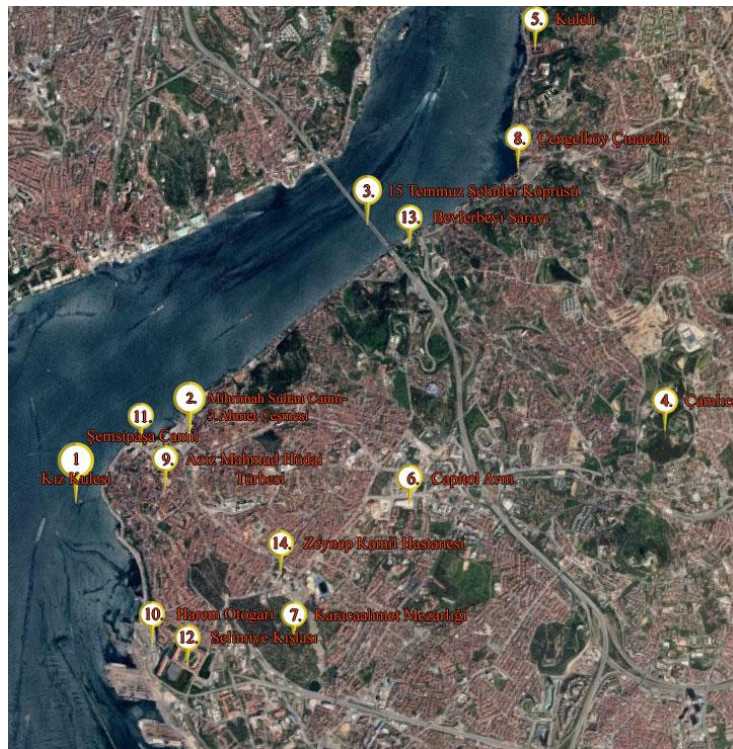 5. Kuleli
8. Çengelköy Çınaraltı
3. 15 Temmuz Şehitler Köprüsü
13. Beylerbeyi Sarayı
2. Mihrimah Sultan Camii-
3.Ahmet Çeşmesi
4. Çamlıca
11.
Şemsipaşa Camii
1
Kız Kulesi
9. Aziz Mahmud Hüdai
Türbesi
6. Capitol Avm
14. Zeynep Kamil Hastanesi
10. Harem Otogarı
7. Karacaahmet Mezarlığı
12. Selimiye Kışlası